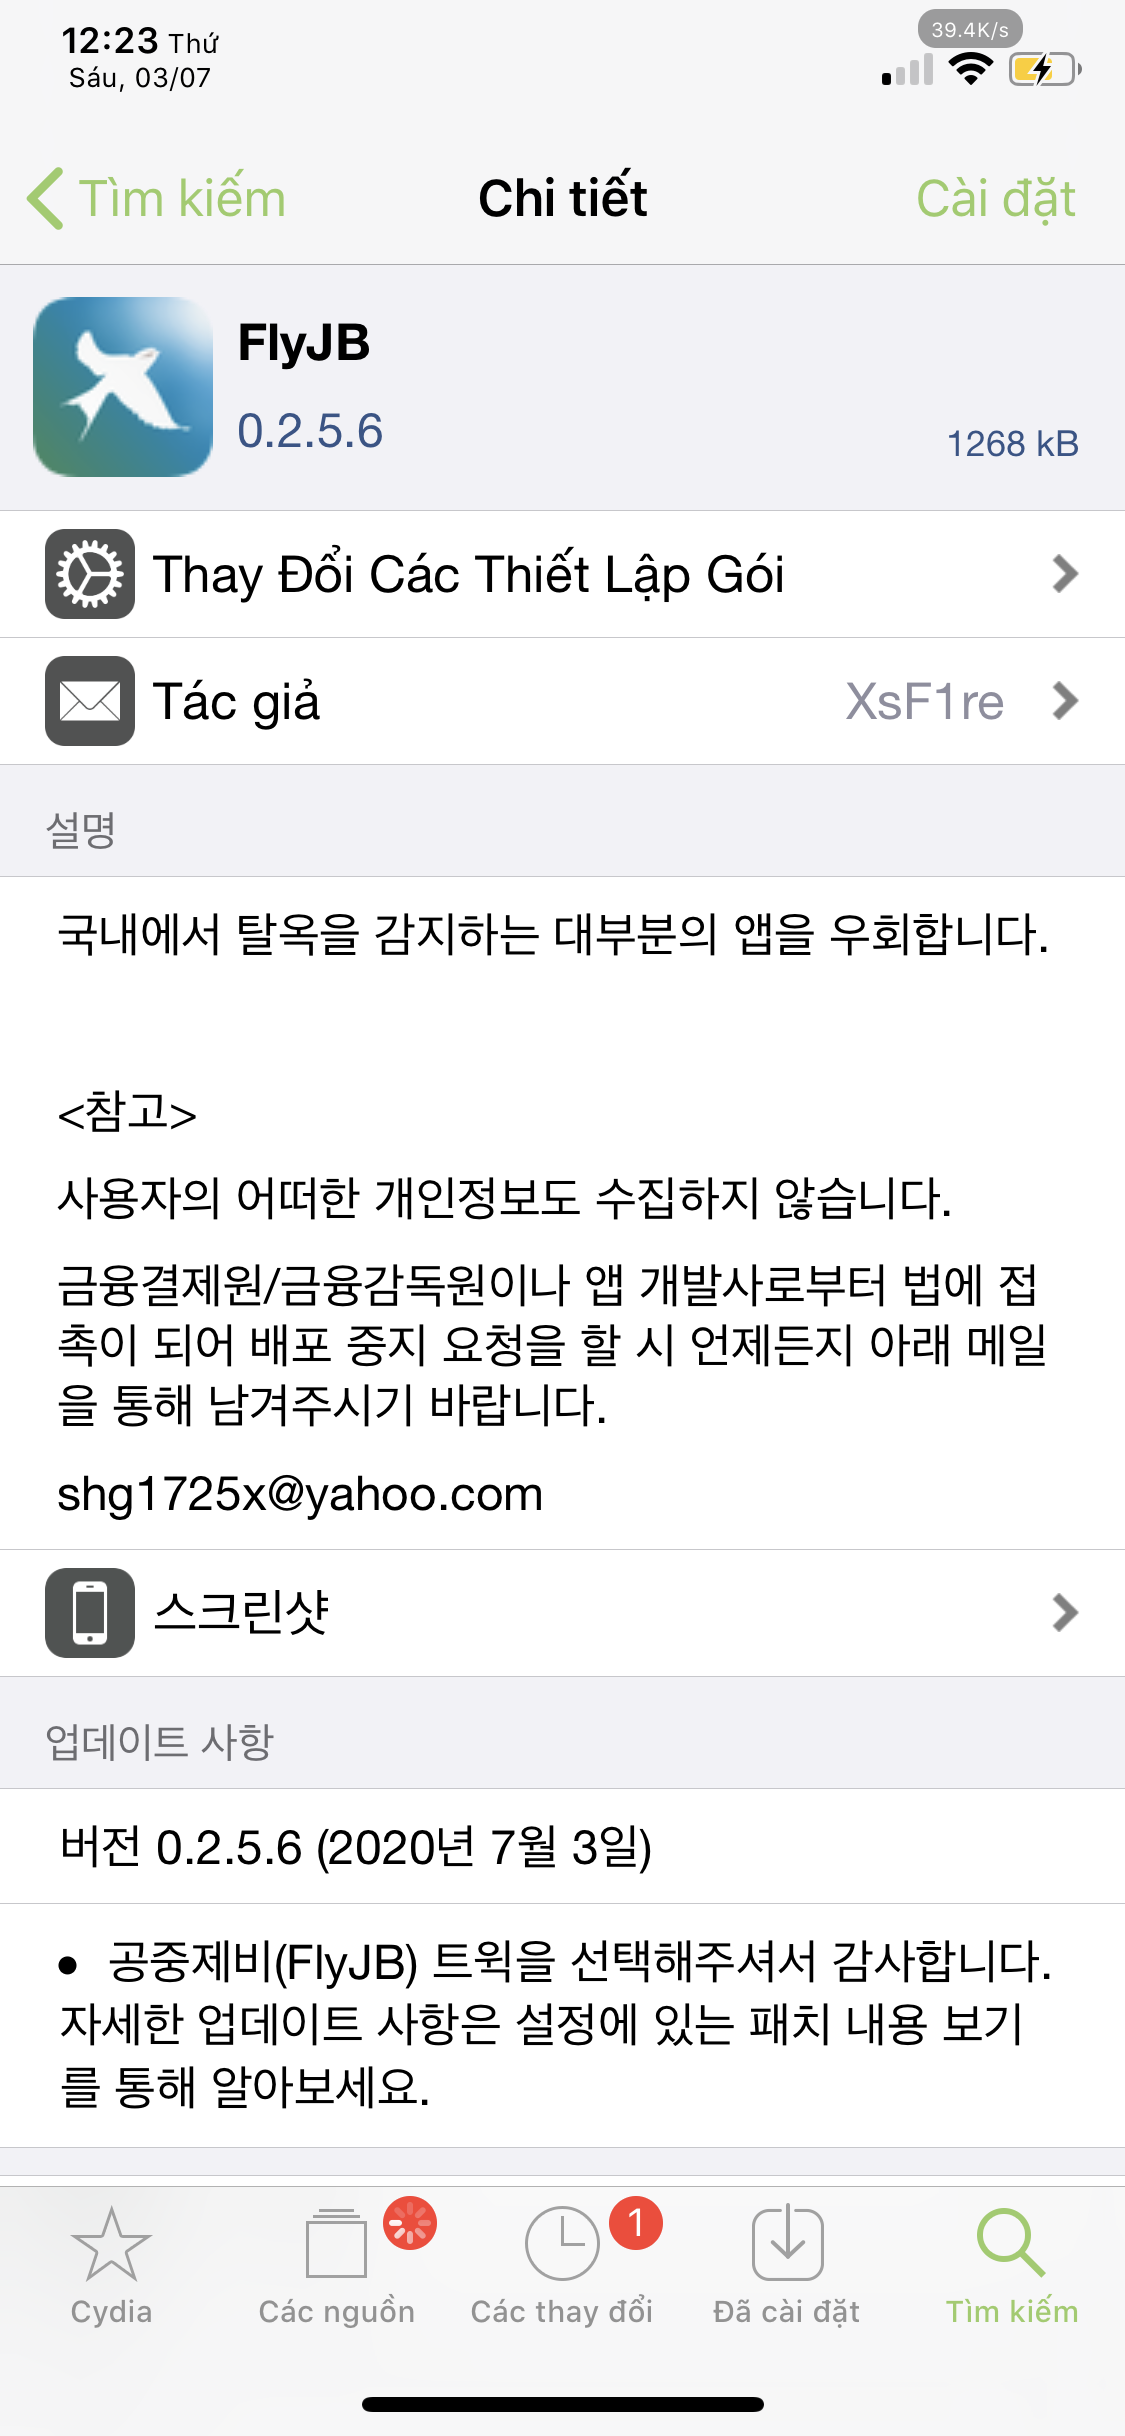 39.4K/s
12:23 Thứ
Sáu, 03/07
Tìm kiếm
Chi tiết
Cài đặt
FlyJB
0.2.5.6
1268 kB
Thay Đổi Các Thiết Lập Gói
Tác giả
XsF1re
설명
국내에서 탈옥을 감지하는 대부분의 앱을 우회합니다.
<참고>
사용자의 어떠한 개인정보도 수집하지 않습니다.
금융결제원/금융감독원이나 앱 개발사로부터 법에 접
촉이 되어 배포 중지 요청을 할 시 언제든지 아래 메일
을 통해 남겨주시기 바랍니다.
shg1725x@yahoo.com
스크린샷
업데이트 사항
버전 0.2.5.6 (2020년 7월 3일)
● 공중제비(FlyJB) 트윅을 선택해주셔서 감사합니다.
자세한 업데이트 사항은 설정에 있는 패치 내용 보기
를 통해 알아보세요.
1
Cydia
Các nguồn
Các thay đổi
Đã cài đặt
Tìm kiếm